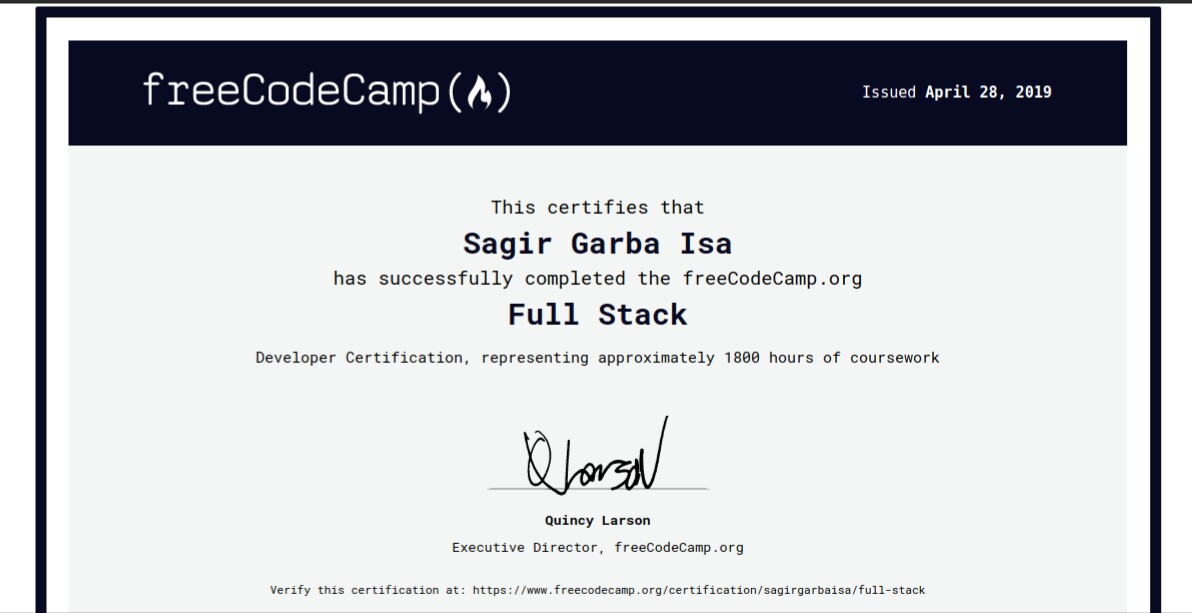 freeCodeCamp(🔥)
Issued April 28, 2019
This certifies that
Sagir Garba Isa
has successfully completed the freeCodeCamp.org
Full Stack
Developer Certification, representing approximately 1800 hours of coursework
QLarson
Quincy Larson
Executive Director, freeCodeCamp.org
Verify this certification at: https://www.freecodecamp.org/certification/sagirgarbaisa/full-stack